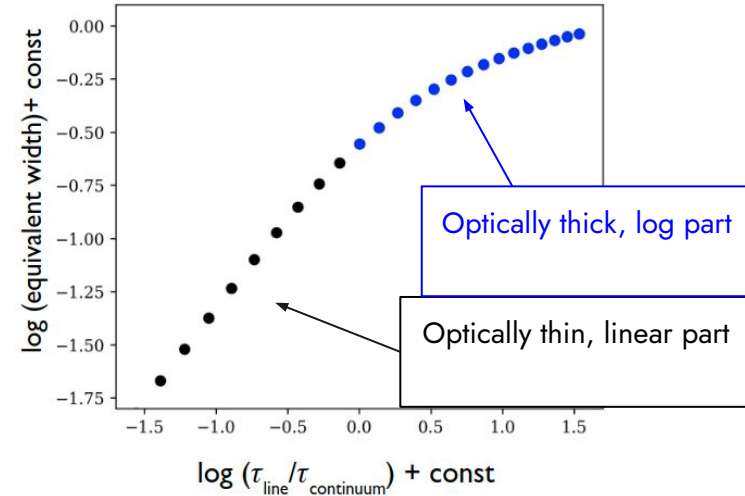 0.00
−0.25
−0.50
−0.75
−1.00
−1.25
−1.50
−1.75
log (equivalent width)+ const
Optically thick, log part
Optically thin, linear part
−1.5 −1.0 −0.5 0.0 0.5 1.0 1.5
log (τline/τcontinuum) + const